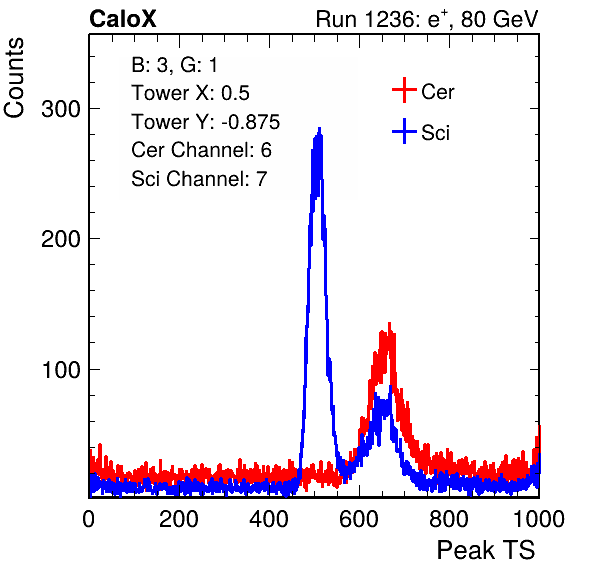 CaloX Run 1236: e⁺, 80 GeV
Counts
B: 3, G: 1
Tower X: 0.5
Tower Y: -0.875
Cer Channel: 6
Sci Channel: 7
Cer
Sci
300
200
100
0 200 400 600 800 1000
Peak TS